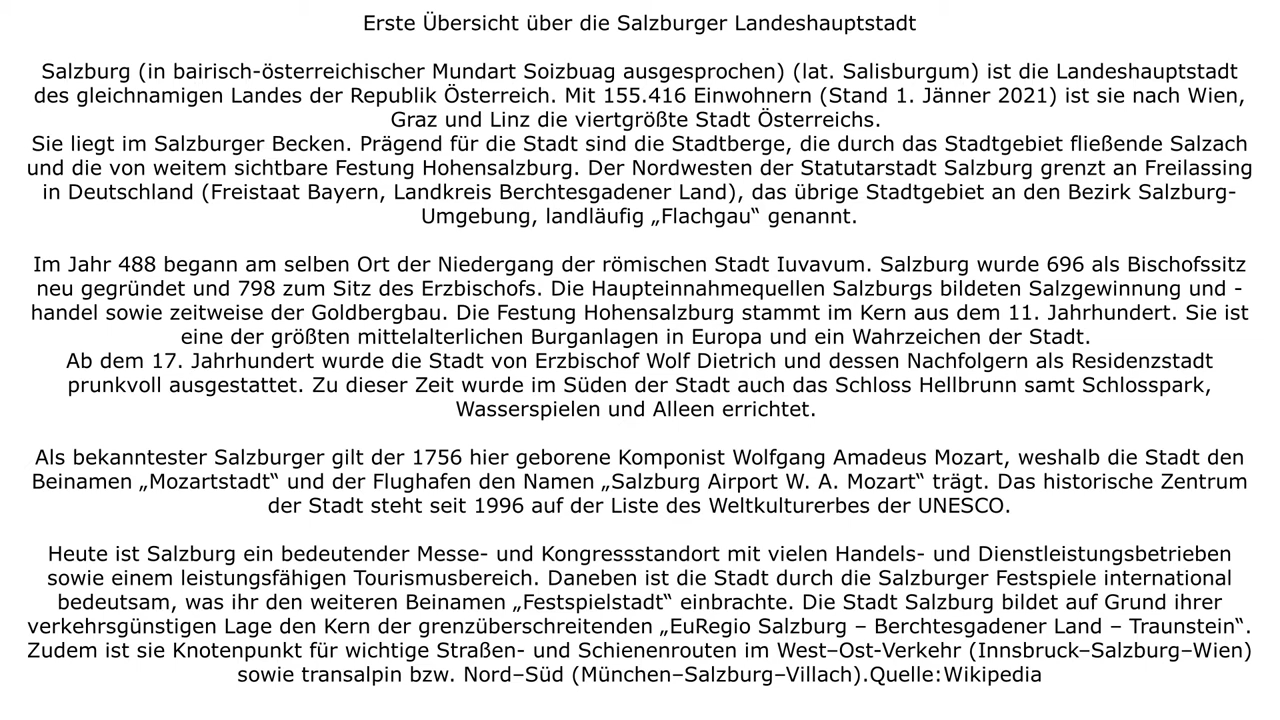 Erste Übersicht über die Salzburger Landeshauptstadt
Salzburg (in bairisch-österreichischer Mundart Soizbuag ausgesprochen) (lat. Salisburgum) ist die Landeshauptstadt
des gleichnamigen Landes der Republik Österreich. Mit 155.416 Einwohnern (Stand 1. Jänner 2021) ist sie nach Wien,
Graz und Linz die viertgrößte Stadt Österreichs.
Sie liegt im Salzburger Becken. Prägend für die Stadt sind die Stadtberge, die durch das Stadtgebiet fließende Salzach
und die von weitem sichtbare Festung Hohensalzburg. Der Nordwesten der Statutarstadt Salzburg grenzt an Freilassing
in Deutschland (Freistaat Bayern, Landkreis Berchtesgadener Land), das übrige Stadtgebiet an den Bezirk Salzburg-
Umgebung, landläufig „Flachgau“ genannt.
Im Jahr 488 begann am selben Ort der Niedergang der römischen Stadt Iuvavum. Salzburg wurde 696 als Bischofssitz
neu gegründet und 798 zum Sitz des Erzbischofs. Die Haupteinnahmequellen Salzburgs bildeten Salzgewinnung und -
handel sowie zeitweise der Goldbergbau. Die Festung Hohensalzburg stammt im Kern aus dem 11. Jahrhundert. Sie ist
eine der größten mittelalterlichen Burganlagen in Europa und ein Wahrzeichen der Stadt.
Ab dem 17. Jahrhundert wurde die Stadt von Erzbischof Wolf Dietrich und dessen Nachfolgern als Residenzstadt
prunkvoll ausgestattet. Zu dieser Zeit wurde im Süden der Stadt auch das Schloss Hellbrunn samt Schlosspark,
Wasserspielen und Alleen errichtet.
Als bekanntester Salzburger gilt der 1756 hier geborene Komponist Wolfgang Amadeus Mozart, weshalb die Stadt den
Beinamen „Mozartstadt“ und der Flughafen den Namen „Salzburg Airport W. A. Mozart“ trägt. Das historische Zentrum
der Stadt steht seit 1996 auf der Liste des Weltkulturerbes der UNESCO.
Heute ist Salzburg ein bedeutender Messe- und Kongressstandort mit vielen Handels- und Dienstleistungsbetrieben
sowie einem leistungsfähigen Tourismusbereich. Daneben ist die Stadt durch die Salzburger Festspiele international
bedeutsam, was ihr den weiteren Beinamen „Festspielstadt“ einbrachte. Die Stadt Salzburg bildet auf Grund ihrer
verkehrsgünstigen Lage den Kern der grenzüberschreitenden „EuRegio Salzburg – Berchtesgadener Land – Traunstein“.
Zudem ist sie Knotenpunkt für wichtige Straßen- und Schienenrouten im West–Ost-Verkehr (Innsbruck–Salzburg–Wien)
sowie transalpin bzw. Nord–Süd (München–Salzburg–Villach).Quelle:Wikipedia